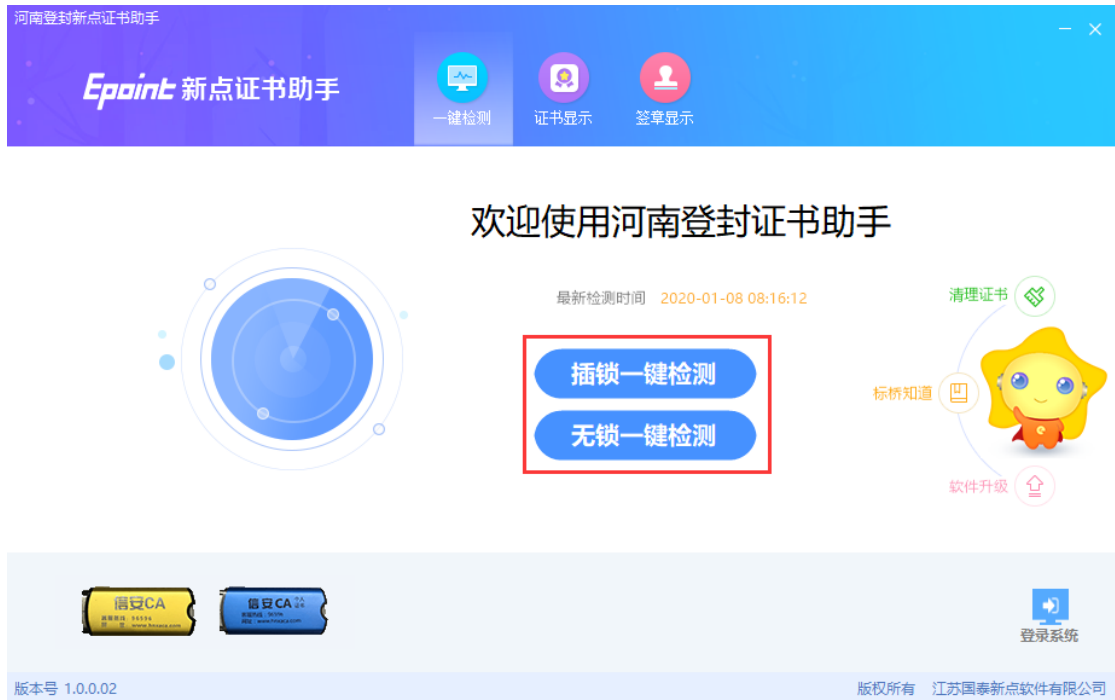 河南登封新点证书助手
Epoint 新点证书助手
一键检测
证书显示
签章显示
欢迎使用河南登封证书助手
最新检测时间 2020-01-08 08:16:12
清理证书
插锁一键检测
标桥知道
无锁一键检测
软件升级
信安CA
信安CA 个人证书
登录系统
版本号 1.0.0.02
版权所有 江苏国泰新点软件有限公司